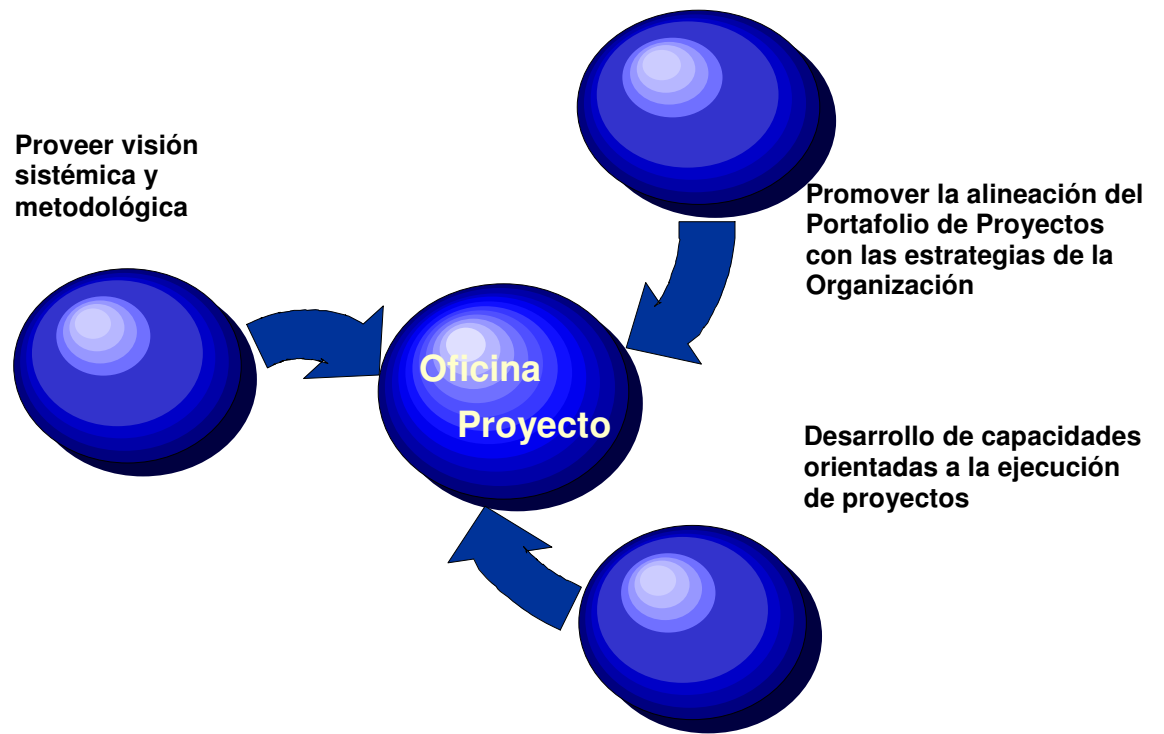 Proveer visión
sistémica y
metodológica
Promover la alineación del
Portafolio de Proyectos
con las estrategias de la
Organización
Oficina
Proyecto
Desarrollo de capacidades
orientadas a la ejecución
de proyectos